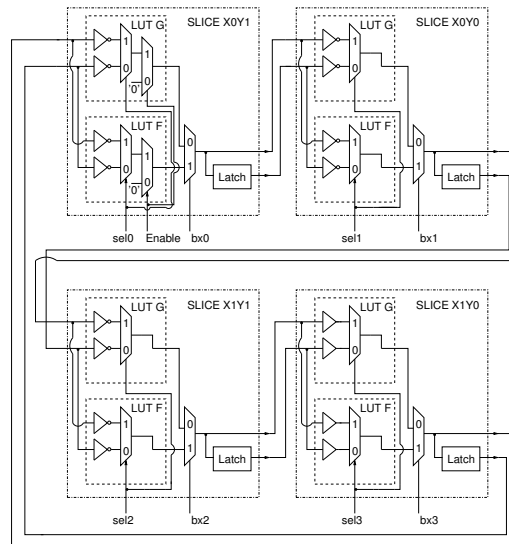 LUT G
SLICE X0Y1
1
0
1
0
'0'
LUT F
1
0
1
0
'0'
0
1
Latch
sel0
Enable
bx0
LUT G
SLICE X0Y0
1
0
LUT F
1
0
0
1
Latch
sel1
bx1
LUT G
SLICE X1Y1
1
0
LUT F
1
0
0
1
Latch
sel2
bx2
LUT G
SLICE X1Y0
1
0
LUT F
1
0
0
1
Latch
sel3
bx3